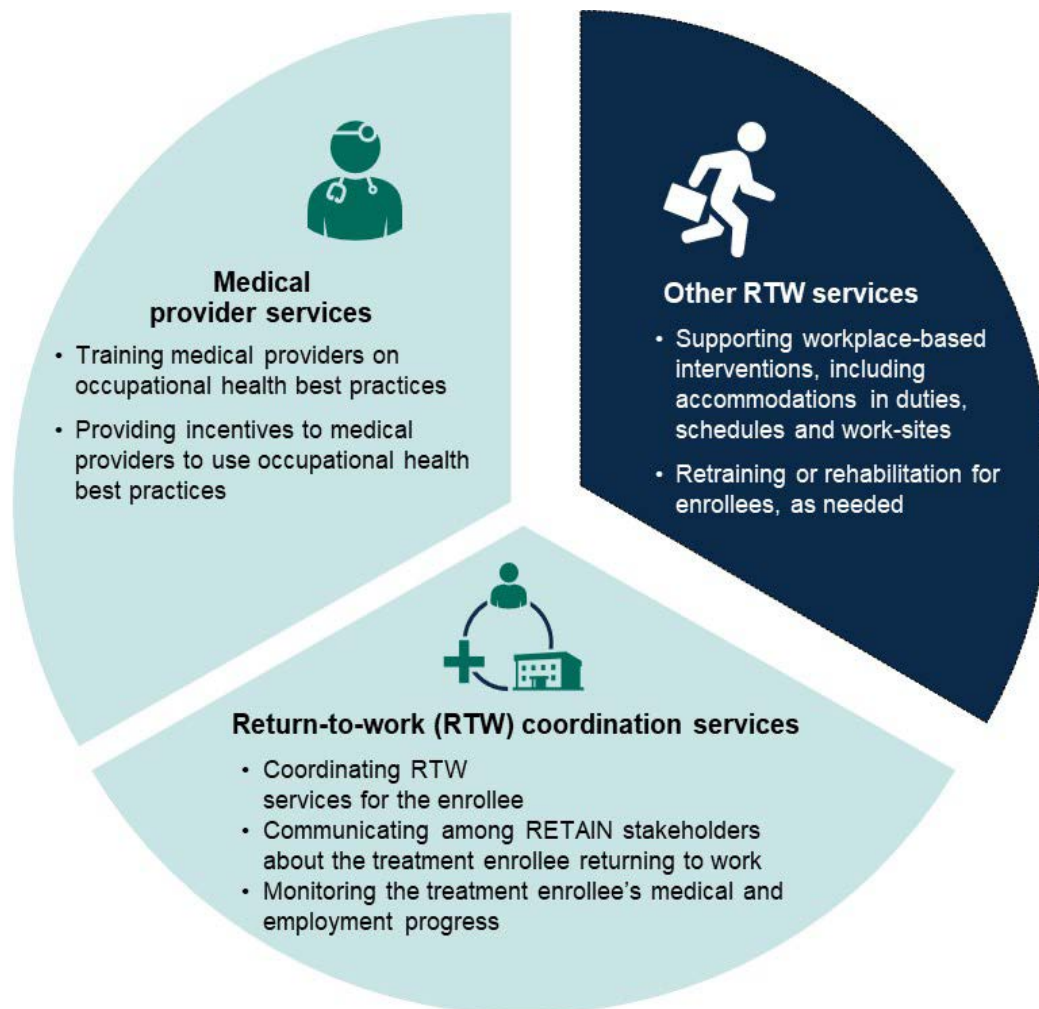 Medical
provider services
• Training medical providers on
occupational health best practices
• Providing incentives to medical
providers to use occupational health
best practices
Other RTW services
• Supporting workplace-based
interventions, including
accommodations in duties,
schedules and work-sites
• Retraining or rehabilitation for
enrollees, as needed
Return-to-work (RTW) coordination services
• Coordinating RTW
services for the enrollee
• Communicating among RETAIN stakeholders
about the treatment enrollee returning to work
• Monitoring the treatment enrollee’s medical and
employment progress